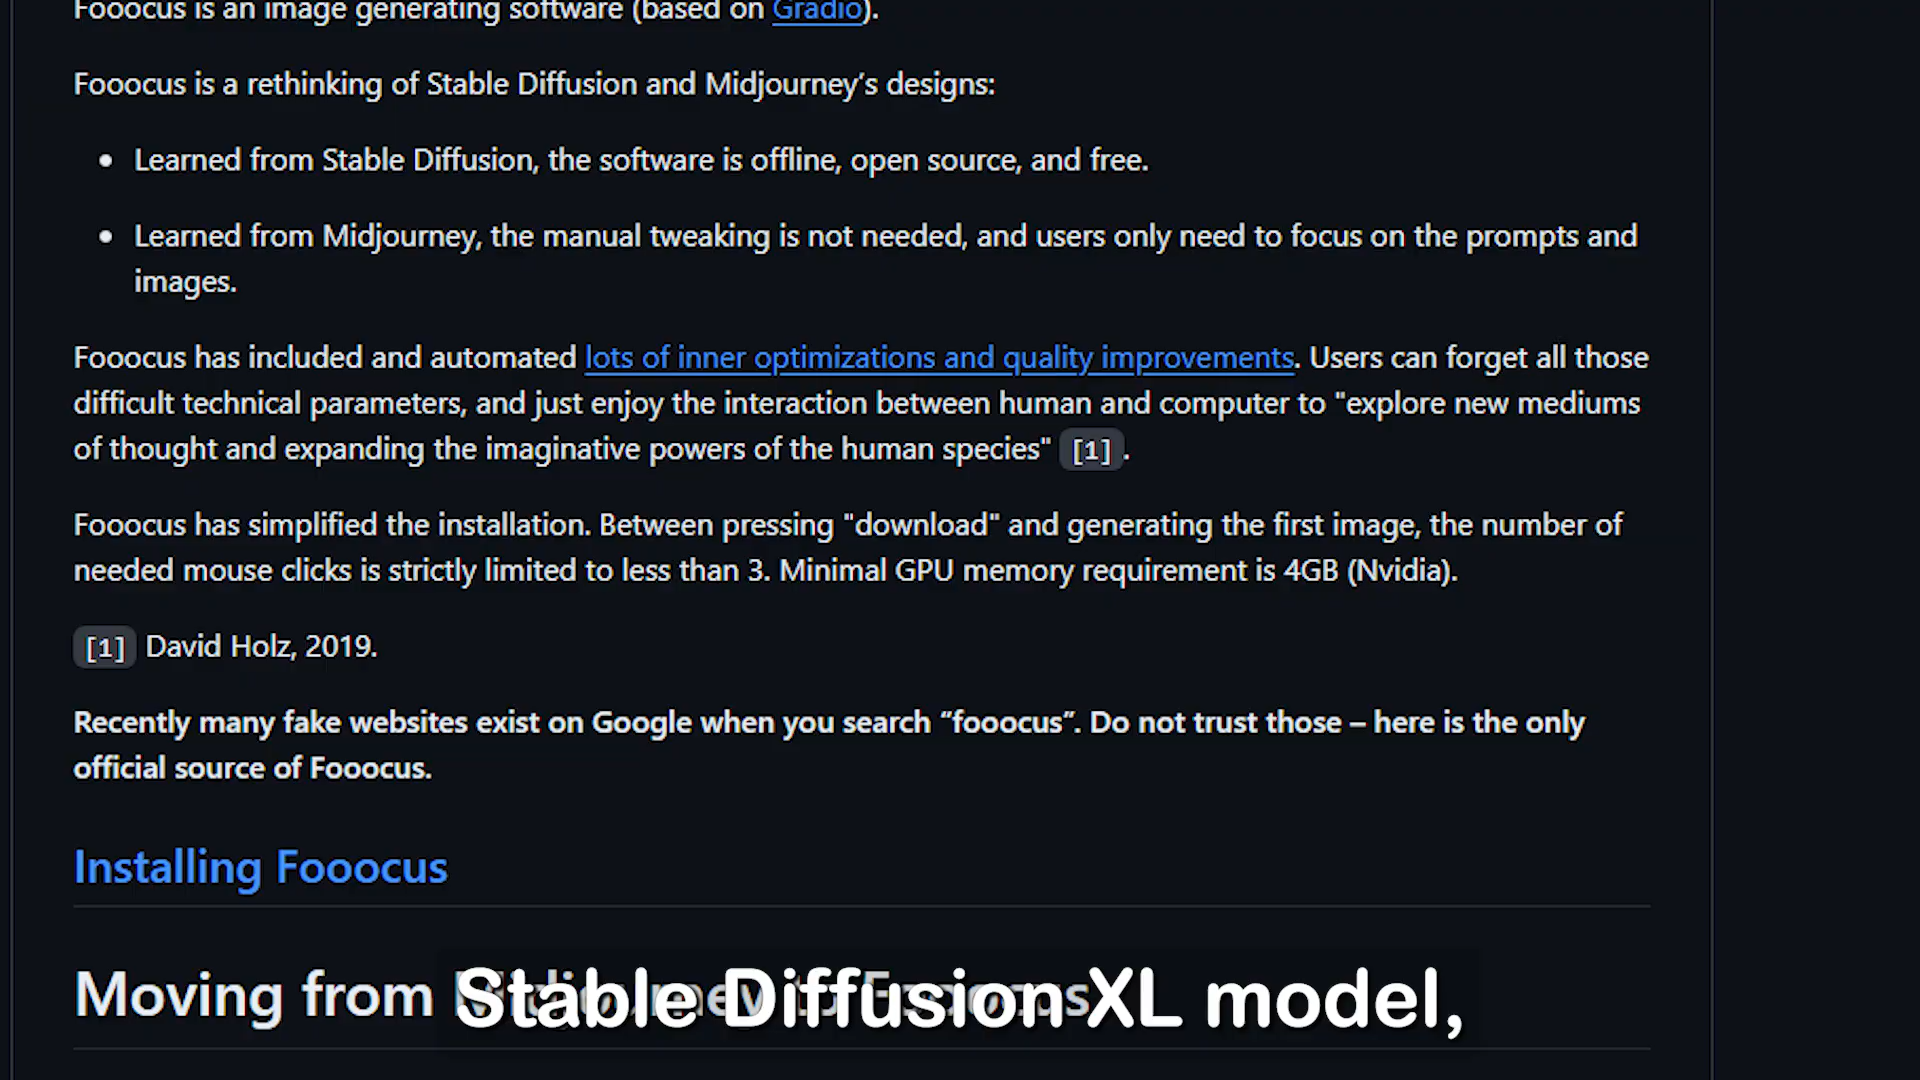 Fooocus is an image generating software (based on Gradio).
Fooocus is a rethinking of Stable Diffusion and Midjourney’s designs:
• Learned from Stable Diffusion, the software is offline, open source, and free.
• Learned from Midjourney, the manual tweaking is not needed, and users only need to focus on the prompts and
images.
Fooocus has included and automated lots of inner optimizations and quality improvements. Users can forget all those
difficult technical parameters, and just enjoy the interaction between human and computer to "explore new mediums
of thought and expanding the imaginative powers of the human species" [1].
Fooocus has simplified the installation. Between pressing "download" and generating the first image, the number of
needed mouse clicks is strictly limited to less than 3. Minimal GPU memory requirement is 4GB (Nvidia).
[1] David Holz, 2019.
Recently many fake websites exist on Google when you search “fooocus”. Do not trust those – here is the only
official source of Fooocus.
Installing Fooocus
Moving from
Stable Diffusion XL model,